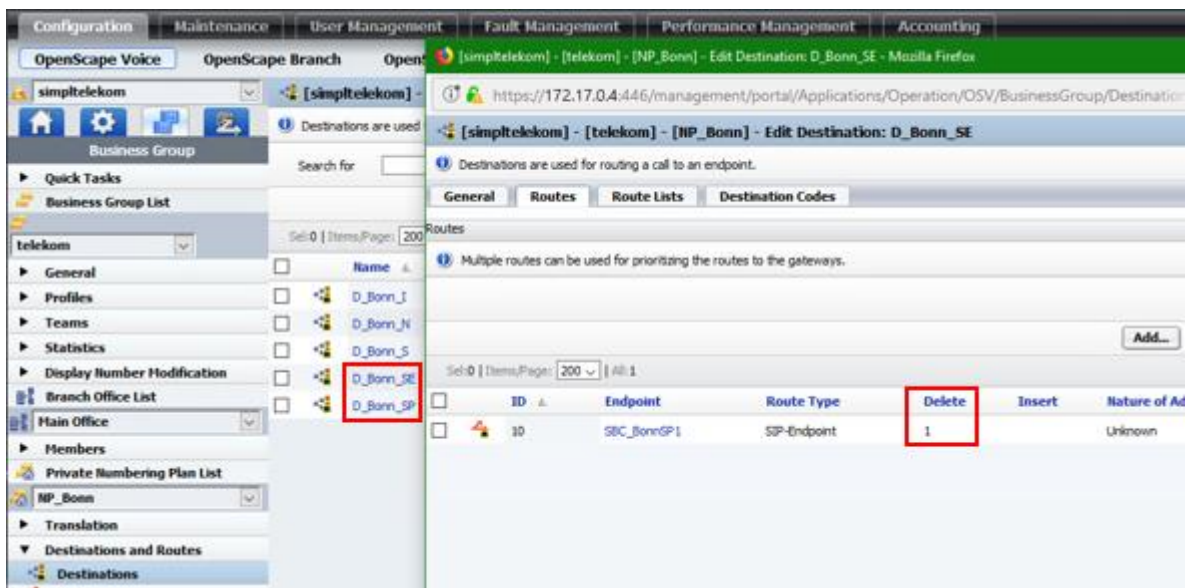 Configuration Maintenance User Management Fault Management Performance Management Accounting
OpenScape Voice OpenScape Branch Open
[simpltelekom] - [telekom] - [NP_Bonn] - Edit Destination: D_Bonn_SE - Mozilla Firefox
simpltelekom
[simpltelekom] -
https://172.17.0.4:446/management/portal/Applications/Operation/OSV/BusinessGroup/Destination
Destinations are used
[simpltelekom] - [telekom] - [NP_Bonn] - Edit Destination: D_Bonn_SE
Business Group
Search for
Destinations are used for routing a call to an endpoint.
Quick Tasks
Business Group List
General Routes Route Lists Destination Codes
telekom
Sel:0 | Items/Page: 200
Routes
General
Name
Multiple routes can be used for prioritizing the routes to the gateways.
Profiles
D_Bonn_I
Teams
D_Bonn_N
Statistics
D_Bonn_S
Add...
Display Number Modification
D_Bonn_SE
Sel:0 | Items/Page: 200 | All: 1
Branch Office List
D_Bonn_SP
ID Endpoint Route Type Delete Insert Nature of Ad
Main Office
10 SBC_BonnSP1 SIP-Endpoint 1 Unknown
Members
Private Numbering Plan List
NP_Bonn
Translation
Destinations and Routes
Destinations